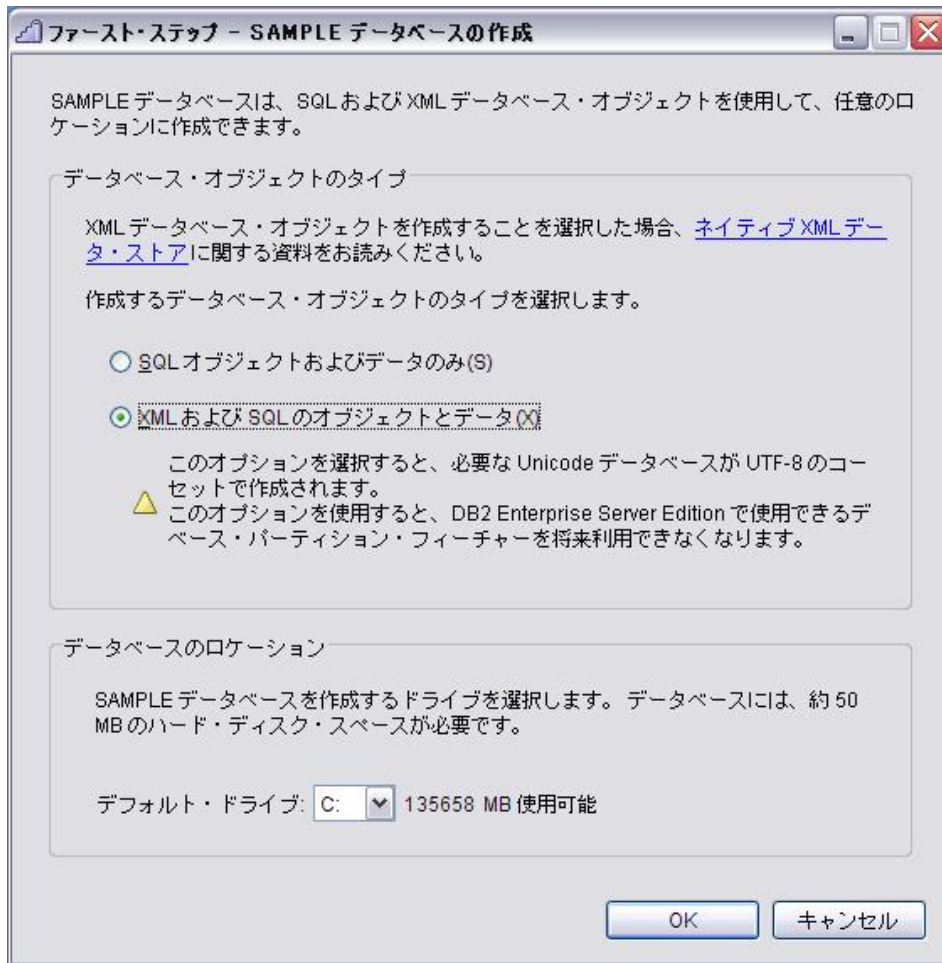 ファースト・ステップ - SAMPLE データベースの作成
SAMPLE データベースは、SQL および XML データベース・オブジェクトを使用して、任意のロ
ケーションに作成できます。
データベース・オブジェクトのタイプ
XML データベース・オブジェクトを作成することを選択した場合、ネイティブ XML デー
タ・ストアに関する資料をお読みください。
作成するデータベース・オブジェクトのタイプを選択します。
SQL オブジェクトおよびデータのみ(S)
XML および SQL のオブジェクトとデータ(X)
このオプションを選択すると、必要な Unicode データベースが UTF-8 のコー
セットで作成されます。
このオプションを使用すると、DB2 Enterprise Server Edition で使用できるデ
ベース・パーティション・フィーチャーを将来利用できなくなります。
データベースのロケーション
SAMPLE データベースを作成するドライブを選択します。 データベースには、約 50
MB のハード・ディスク・スペースが必要です。
デフォルト・ドライブ: C: 135658 MB 使用可能
OK キャンセル